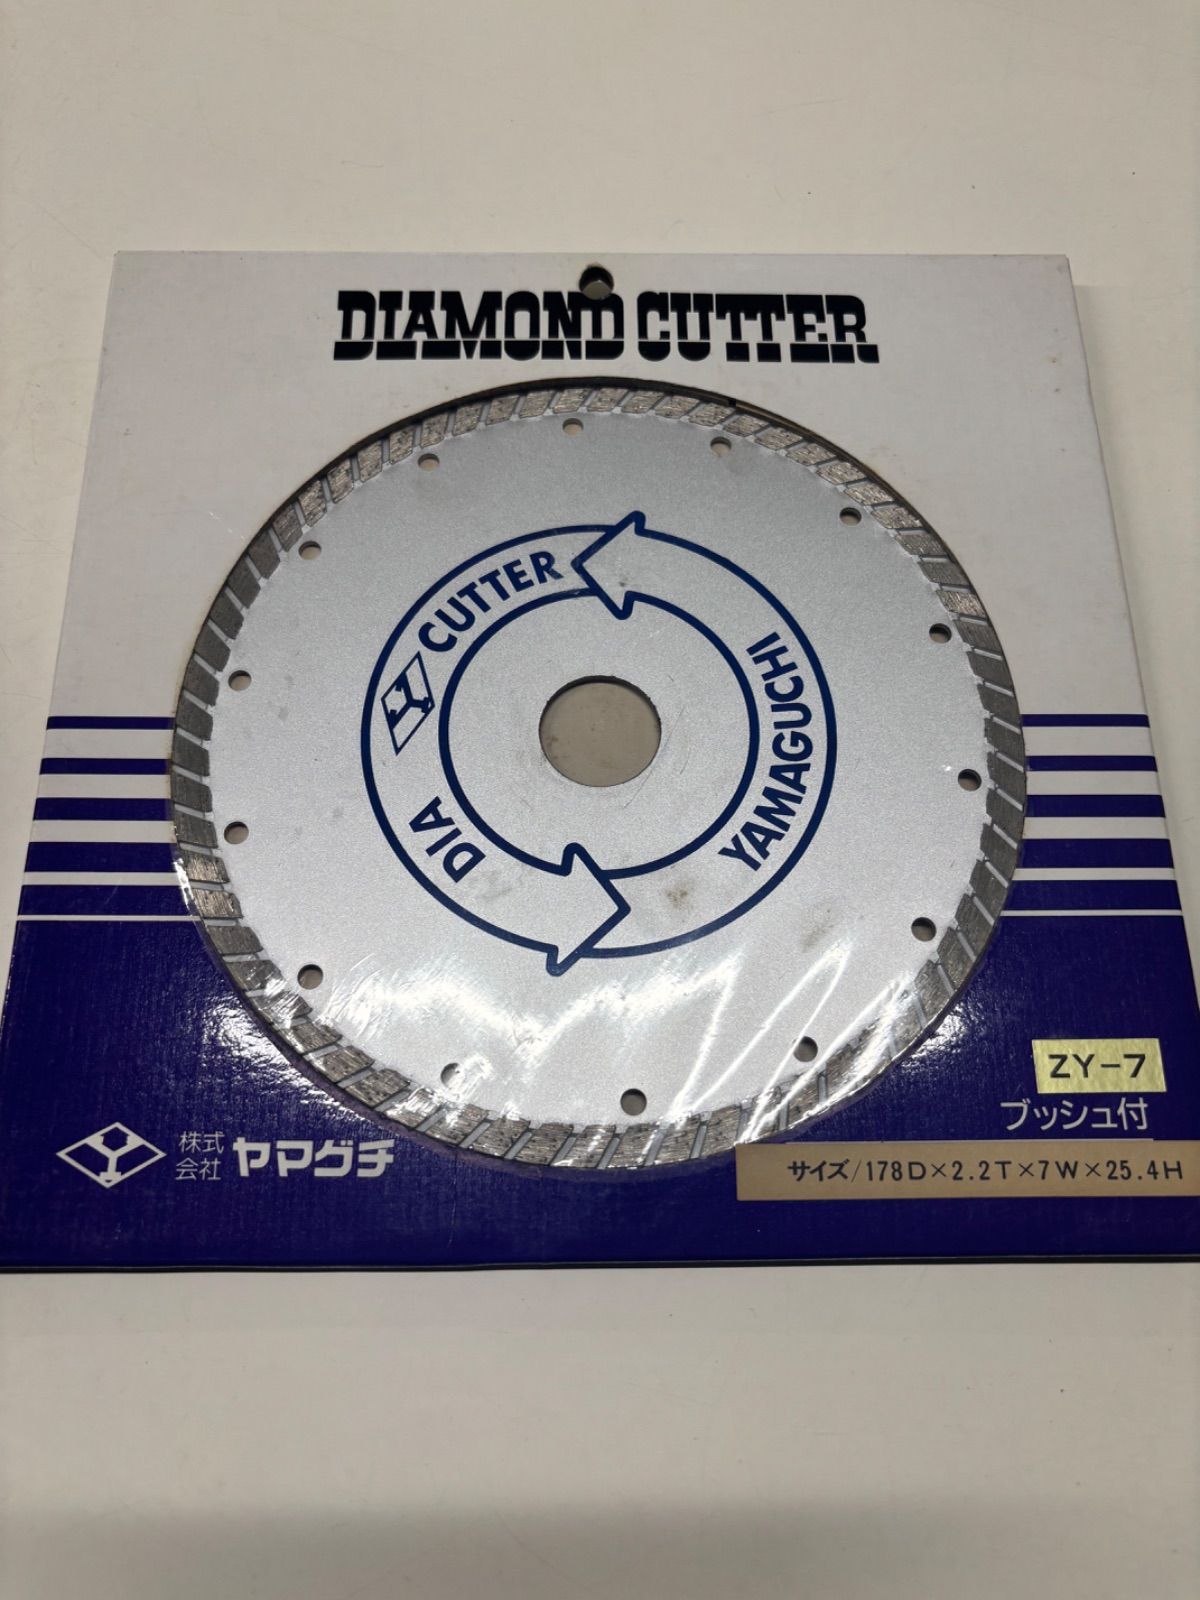 DIAMOND CUTTER
DIA
CUTTER
YAMAGUCHI
ZY-7
ブッシュ付
株式
会社 ヤマグチ
サイズ/178D×2.2T×7W×25.4H